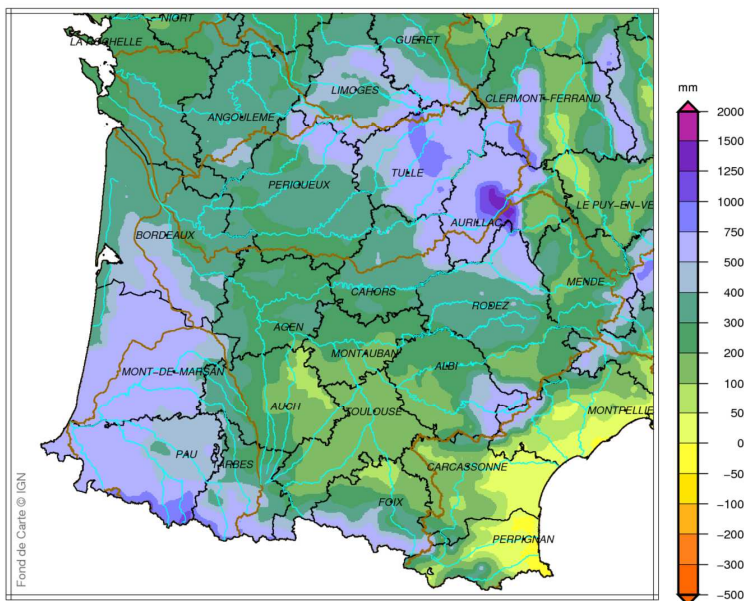 NIORT
LA ROCHELLE
GUERET
LIMOGES
CLERMONT-FERRAND
ANGOULEME
TULLE
PERIGUEUX
LE PUY-EN-VE
AURILLAC
BORDEAUX
MENDE
CAHORS
RODEZ
AGEN
MONTAUBAN
ALBI
MONT-DE-MARSAN
AUCH
TOULOUSE
MONTPELLIE
PAU
TARBES
CARCASSONNE
FOIX
PERPIGNAN
Fond de Carte © IGN
mm
2000
1500
1250
1000
750
500
400
300
200
100
50
0
-50
-100
-200
-300
-500